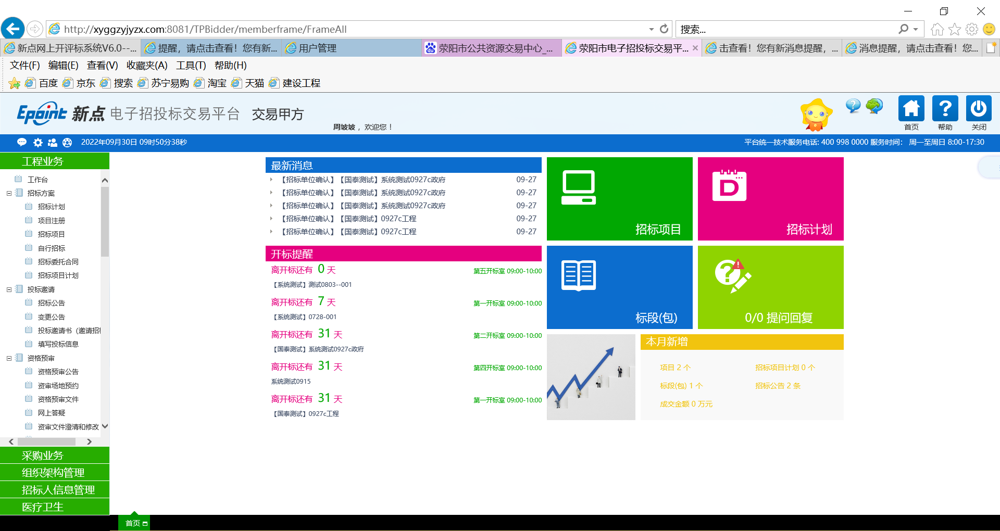 http://xyggzyjyzx.com:8081/TPBidder/memberframe/FrameAll
搜索...
新点网上开评标系统V6.0--...
提醒，请点击查看！您有新...
用户管理
荥阳市公共资源交易中心_...
荥阳市电子招投标交易平...
击查看！您有新消息提醒，...
消息提醒，请点击查看！您...
文件(F) 编辑(E) 查看(V) 收藏夹(A) 工具(T) 帮助(H)
百度 京东 搜索 苏宁易购 淘宝 天猫 建设工程
Epoint 新点 电子招投标交易平台 交易甲方
周坡坡 ，欢迎您！
首页 帮助 关闭
2022年09月30日 09时50分38秒
平台统一技术服务电话: 400 998 0000 服务时间： 周一至周日 8:00-17:30
工程业务
工作台
招标方案
招标计划
项目注册
招标项目
自行招标
招标委托合同
招标项目计划
投标邀请
招标公告
变更公告
投标邀请书（邀请招标
填写投标信息
资格预审
资格预审公告
资审场地预约
资格预审文件
网上答疑
资审文件澄清和修改
采购业务
组织架构管理
招标人信息管理
医疗卫生
最新消息
【招标单位确认】【国泰测试】系统测试0927c政府 09-27
【招标单位确认】【国泰测试】系统测试0927c政府 09-27
【招标单位确认】【国泰测试】系统测试0927c政府 09-27
【招标单位确认】【国泰测试】0927c工程 09-27
【招标单位确认】【国泰测试】0927c工程 09-27
开标提醒
离开标还有 0 天 第五开标室 09:00-10:00
【系统测试】测试0803--001
离开标还有 7 天 第一开标室 09:00-10:00
【系统测试】0728-001
离开标还有 31 天 第二开标室 09:00-10:00
【国泰测试】系统测试0927c政府
离开标还有 31 天 第四开标室 09:00-10:00
系统测试0915
离开标还有 31 天 第一开标室 09:00-10:00
【国泰测试】0927c工程
招标项目
D
招标计划
标段(包)
0/0 提问回复
本月新增
项目 2 个 招标项目计划 0 个
标段(包) 1 个 招标公告 2 条
成交金额 0 万元
首页